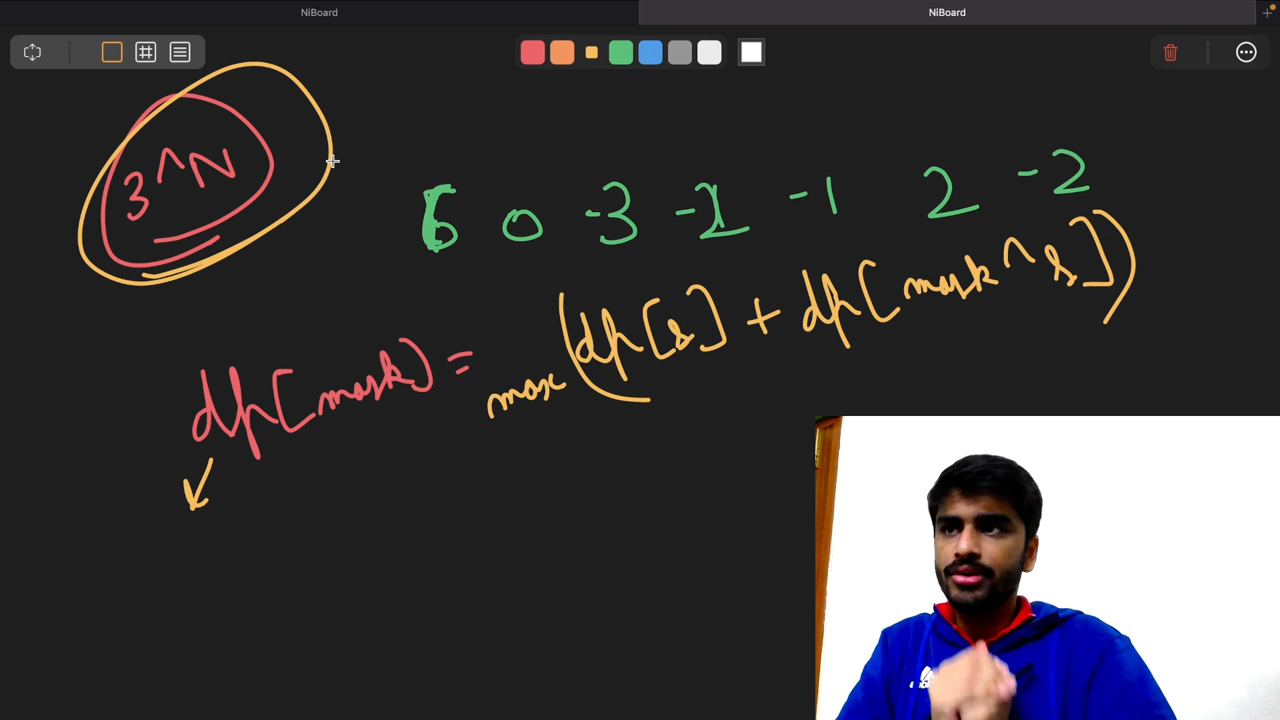 NiBoard
NiBoard
3^N
6 0 -3 -2 -1 2 -2
dp[mask] = max(dp[s] + dp[mask^s])